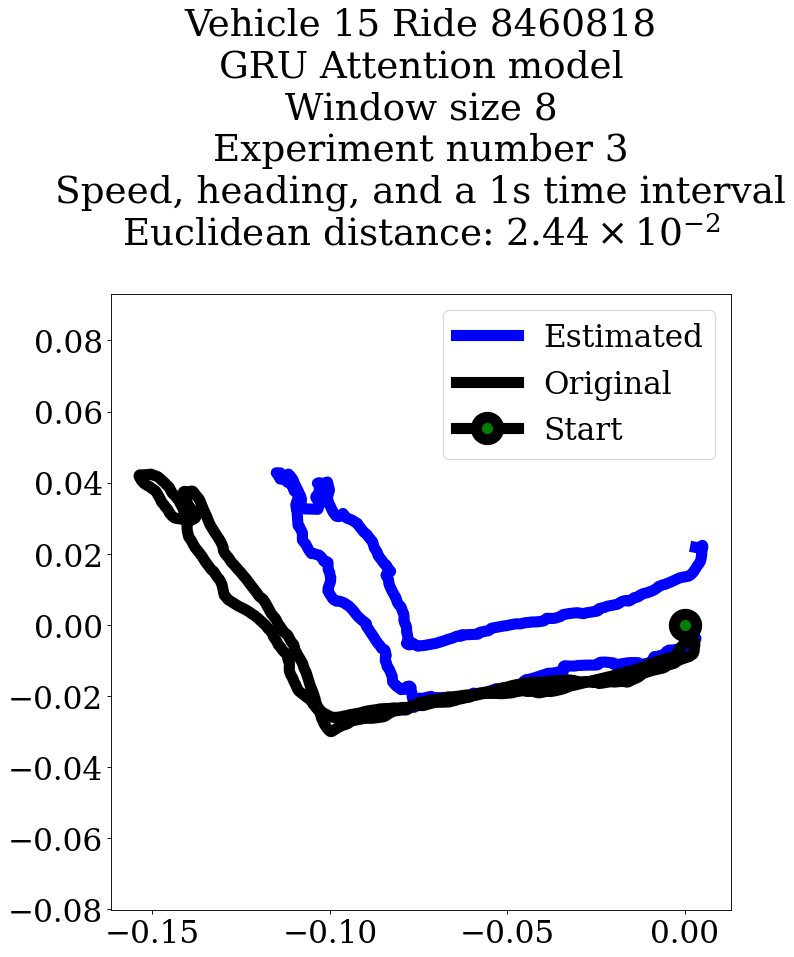 Vehicle 15 Ride 8460818
GRU Attention model
Window size 8
Experiment number 3
Speed, heading, and a 1s time interval
Euclidean distance: 2.44 × 10⁻²
Estimated
Original
Start
0.08
0.06
0.04
0.02
0.00
−0.02
−0.04
−0.06
−0.08
−0.15 −0.10 −0.05 0.00